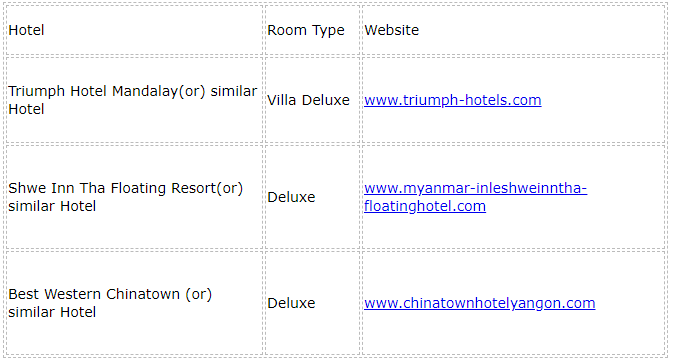 Hotel Room Type Website
Triumph Hotel Mandalay(or) similar
Hotel
Villa Deluxe
www.triumph-hotels.com
Shwe Inn Tha Floating Resort(or)
similar Hotel
Deluxe
www.myanmar-inleshweinntha-
floatinghotel.com
Best Western Chinatown (or)
similar Hotel
Deluxe
www.chinatownhotelyangon.com